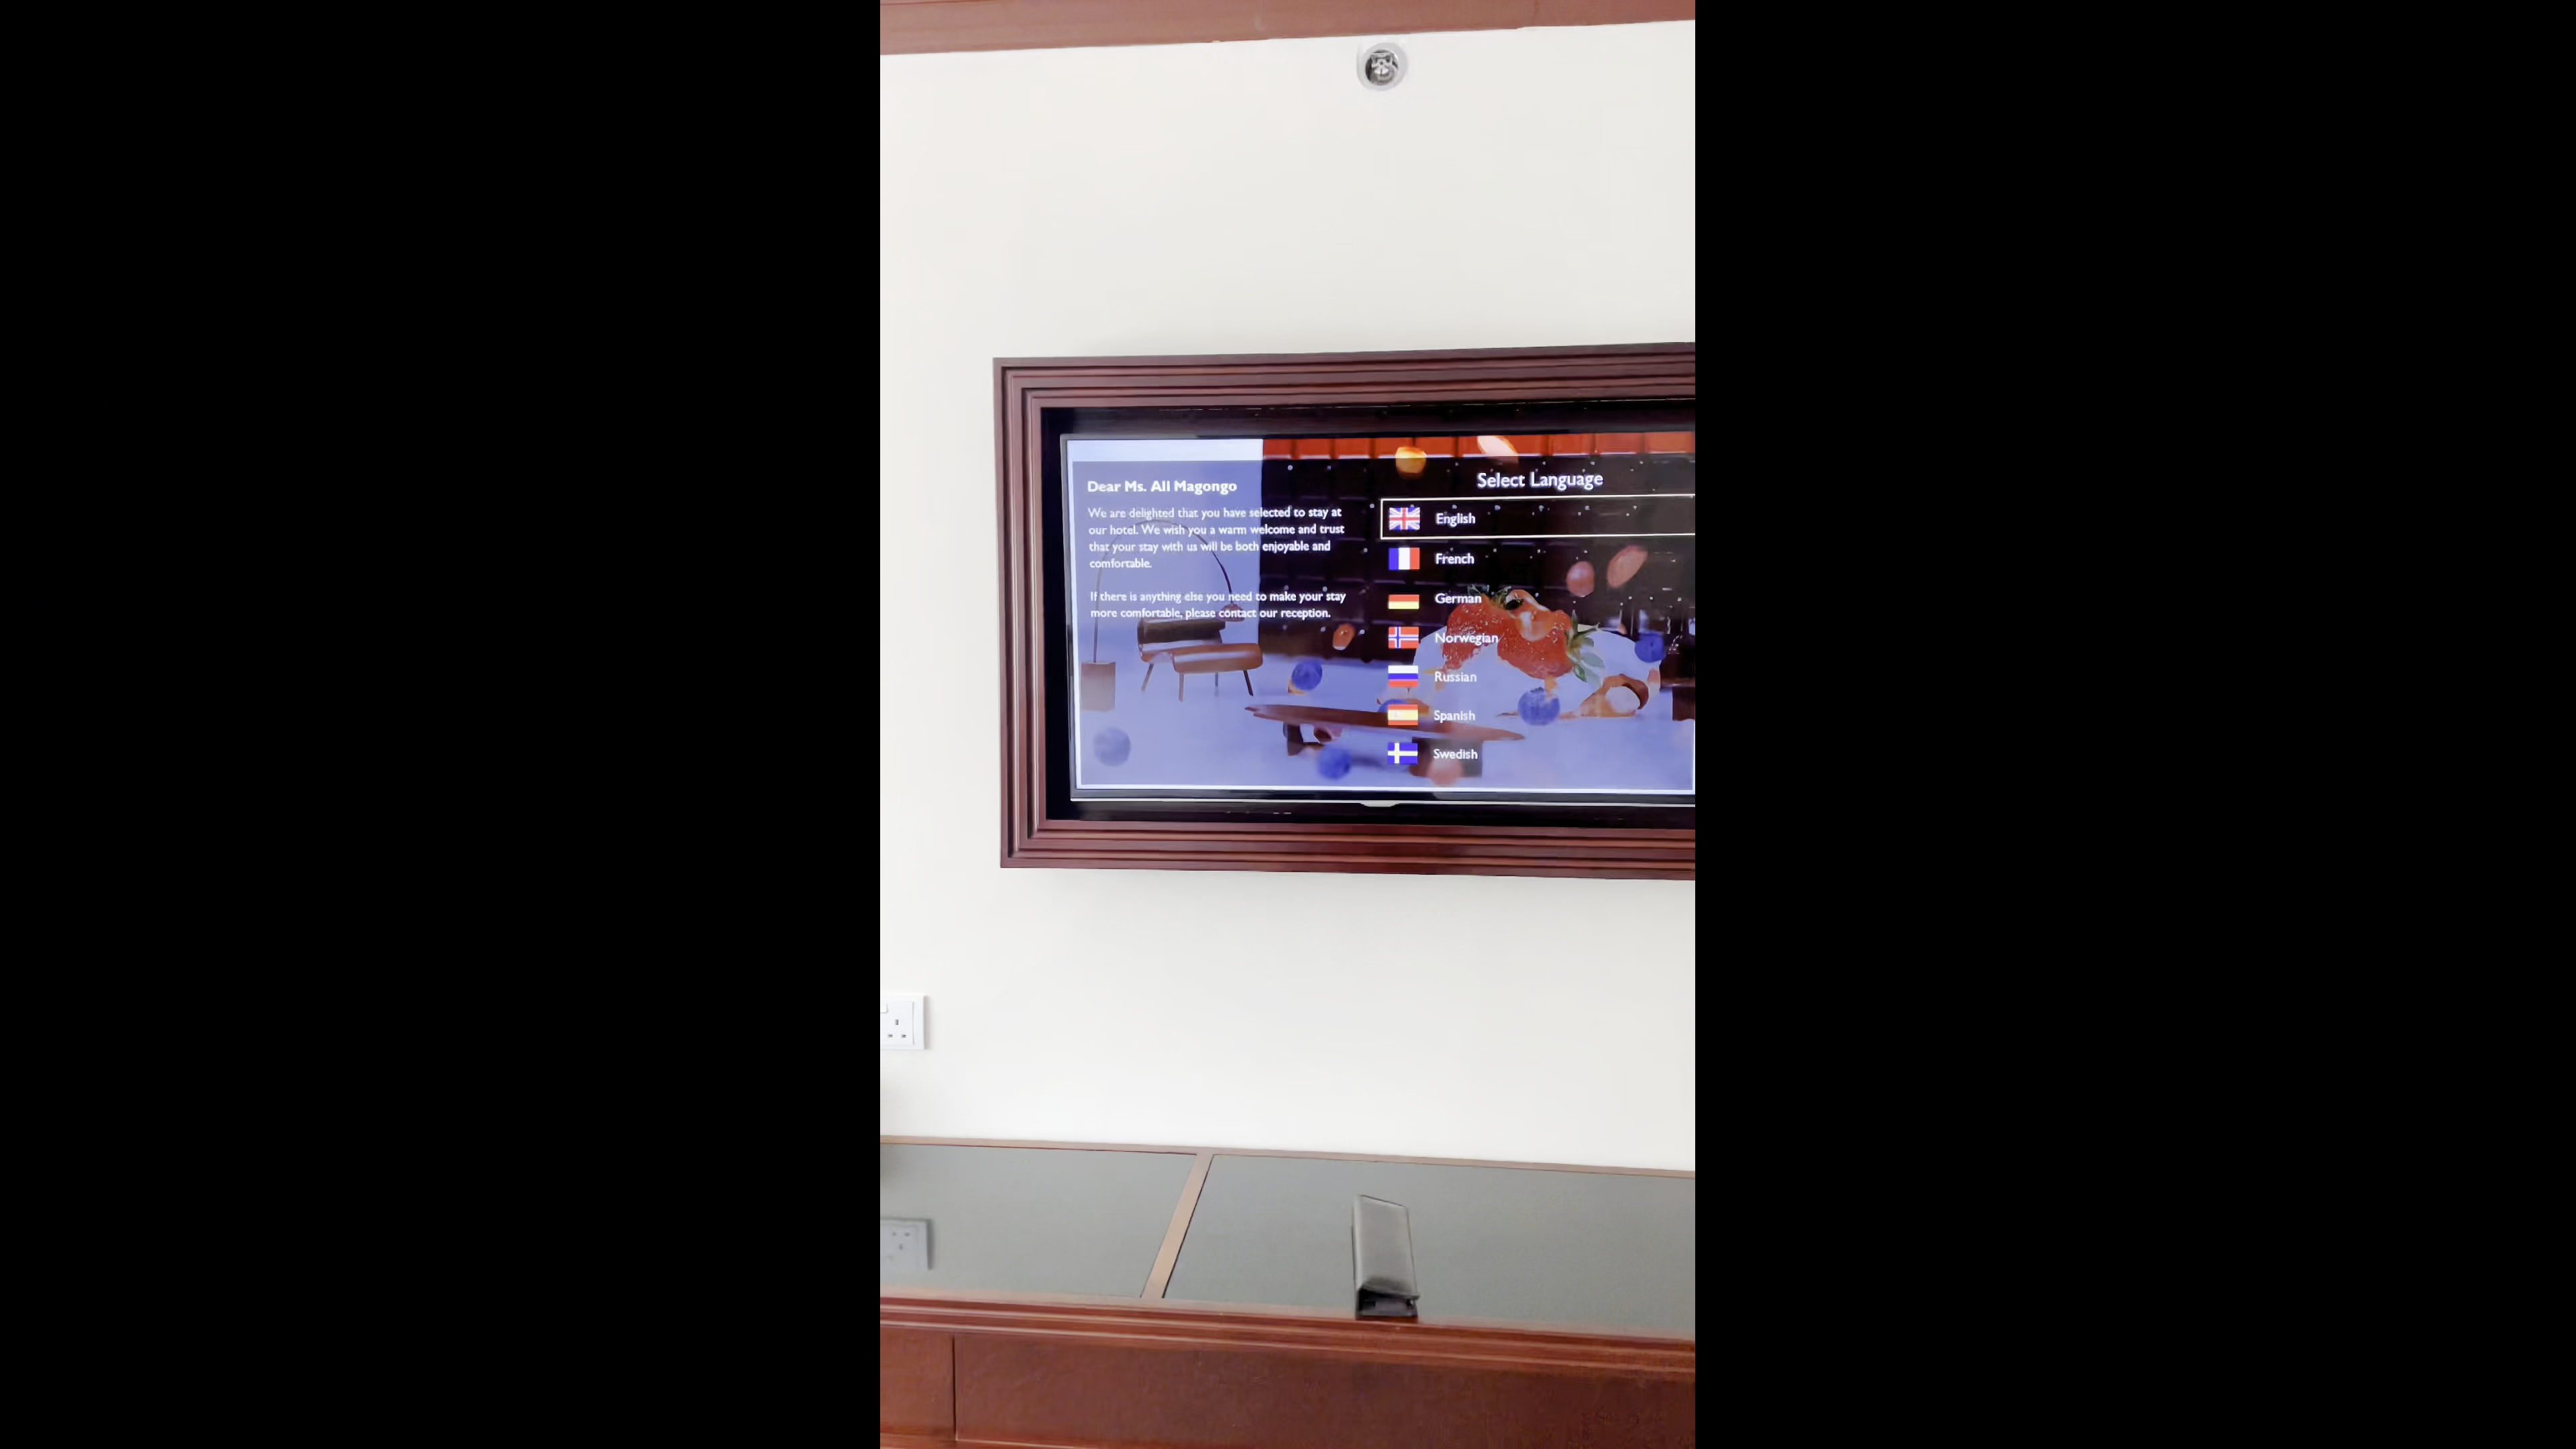 Dear Ms. Ali Magongo
We are delighted that you have selected to stay at
our hotel. We wish you a warm welcome and trust
that your stay with us will be both enjoyable and
comfortable.
If there is anything else you need to make your stay
more comfortable, please contact our reception.
Select Language
English
French
German
Norwegian
Russian
Spanish
Swedish